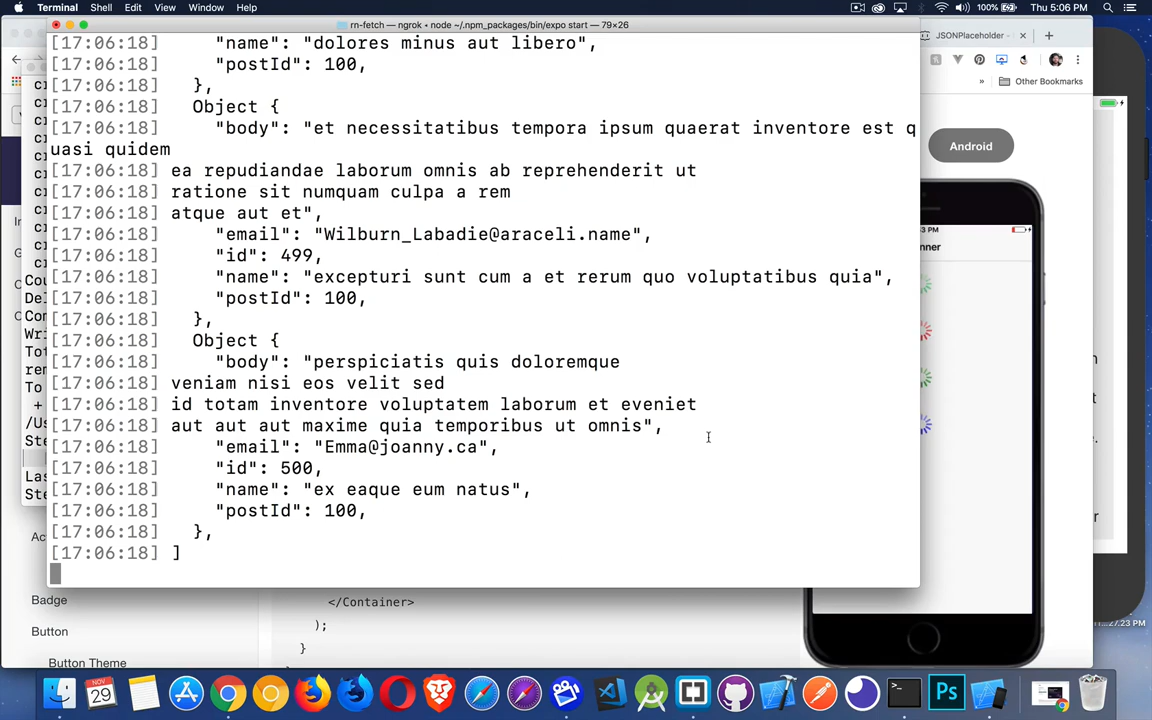 Terminal Shell Edit View Window Help 100% Thu 5:06 PM
rn-fetch — ngrok • node ~/.npm_packages/bin/expo start — 79×26
JSONPlaceholder -
Other Bookmarks
[17:06:18] "name": "dolores minus aut libero",
[17:06:18] "postId": 100,
[17:06:18] },
[17:06:18] Object {
[17:06:18] "body": "et necessitatibus tempora ipsum quaerat inventore est q
uasi quidem
[17:06:18] ea repudiandae laborum omnis ab reprehenderit ut
[17:06:18] ratione sit numquam culpa a rem
[17:06:18] atque aut et",
[17:06:18] "email": "Wilburn_Labadie@araceli.name",
[17:06:18] "id": 499,
[17:06:18] "name": "excepturi sunt cum a et rerum quo voluptatibus quia",
[17:06:18] "postId": 100,
[17:06:18] },
[17:06:18] Object {
[17:06:18] "body": "perspiciatis quis doloremque
[17:06:18] veniam nisi eos velit sed
[17:06:18] id totam inventore voluptatem laborum et eveniet
[17:06:18] aut aut aut maxime quia temporibus ut omnis",
[17:06:18] "email": "Emma@joanny.ca",
[17:06:18] "id": 500,
[17:06:18] "name": "ex eaque eum natus",
[17:06:18] "postId": 100,
[17:06:18] },
[17:06:18] ]
Android
3 PM
nner
Badge
Button
Button Theme
</Container>
);
}
27.23 PM
NOV
29
Ps